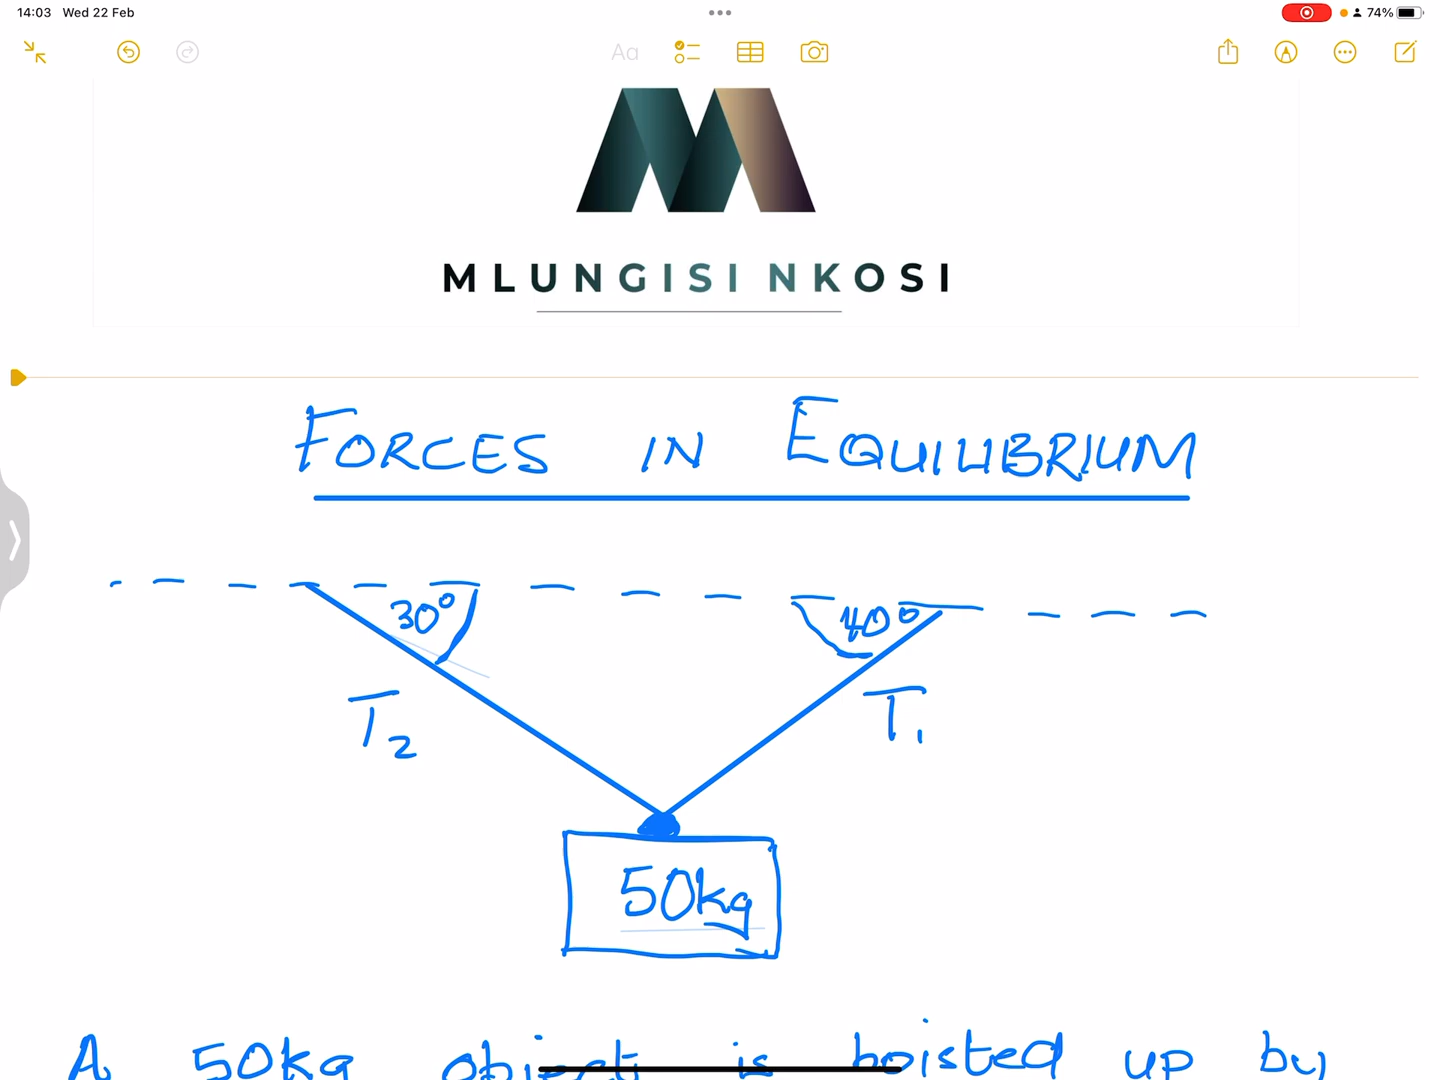 14:03 Wed 22 Feb
74%
Aa
MLUNGISI NKOSI
FORCES IN EQUILIBRIUM
30° 40°
T2 T1
50kg
A 50kg object is hoisted up by